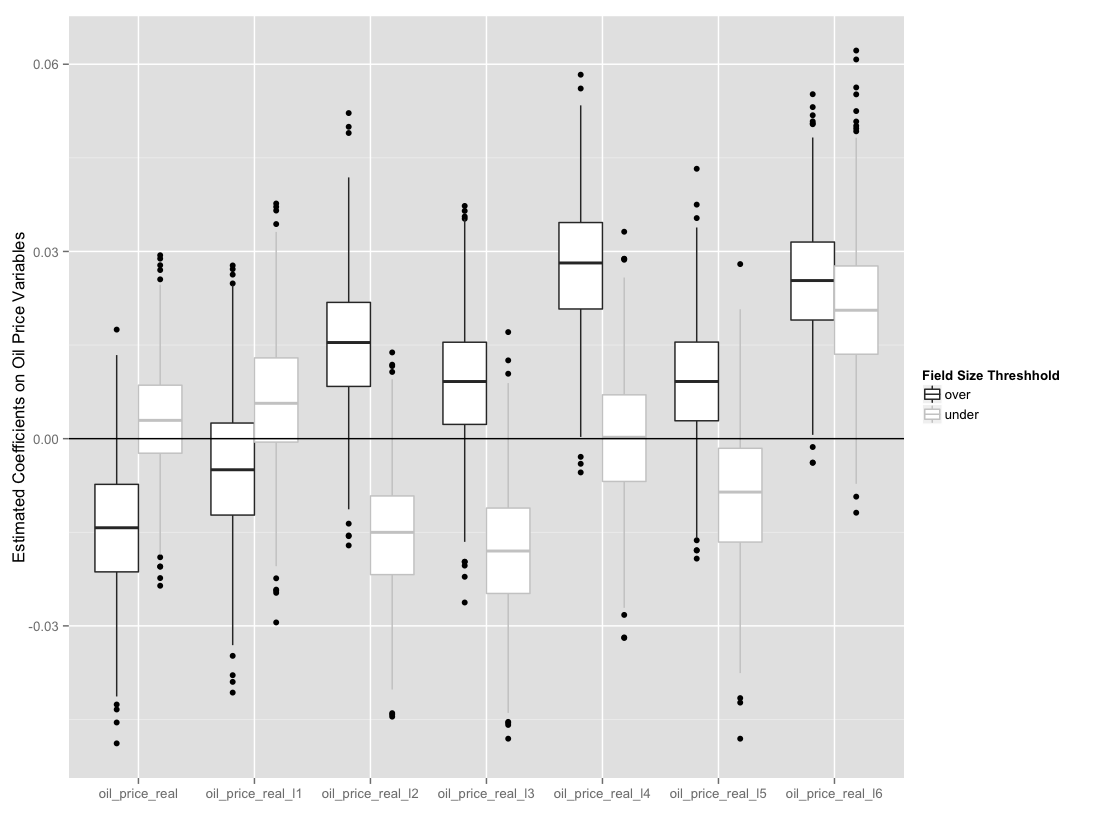 Estimated Coefficients on Oil Price Variables
0.06
0.03
0.00
-0.03
oil_price_real
oil_price_real_l1
oil_price_real_l2
oil_price_real_l3
oil_price_real_l4
oil_price_real_l5
oil_price_real_l6
Field Size Threshhold
over
under